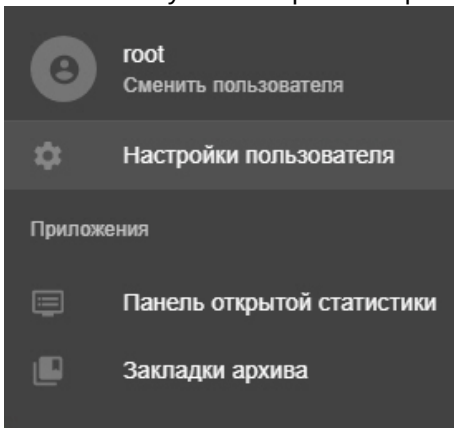 root
Сменить пользователя
Настройки пользователя
Приложения
Панель открытой статистики
Закладки архива